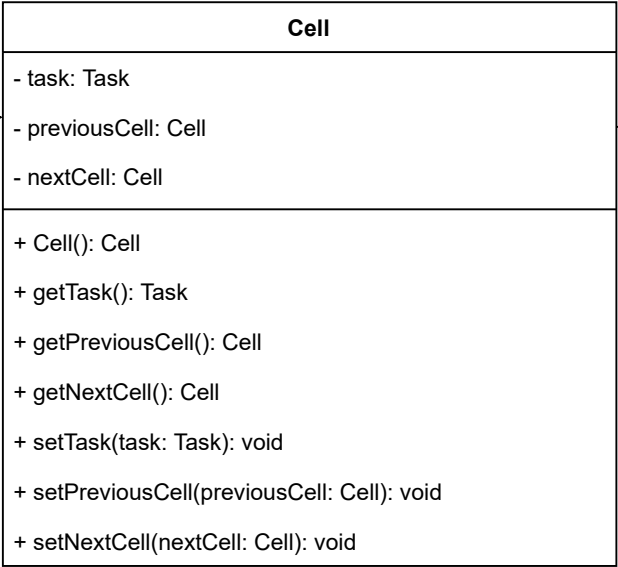 Cell
- task: Task
- previousCell: Cell
- nextCell: Cell
+ Cell(): Cell
+ getTask(): Task
+ getPreviousCell(): Cell
+ getNextCell(): Cell
+ setTask(task: Task): void
+ setPreviousCell(previousCell: Cell): void
+ setNextCell(nextCell: Cell): void